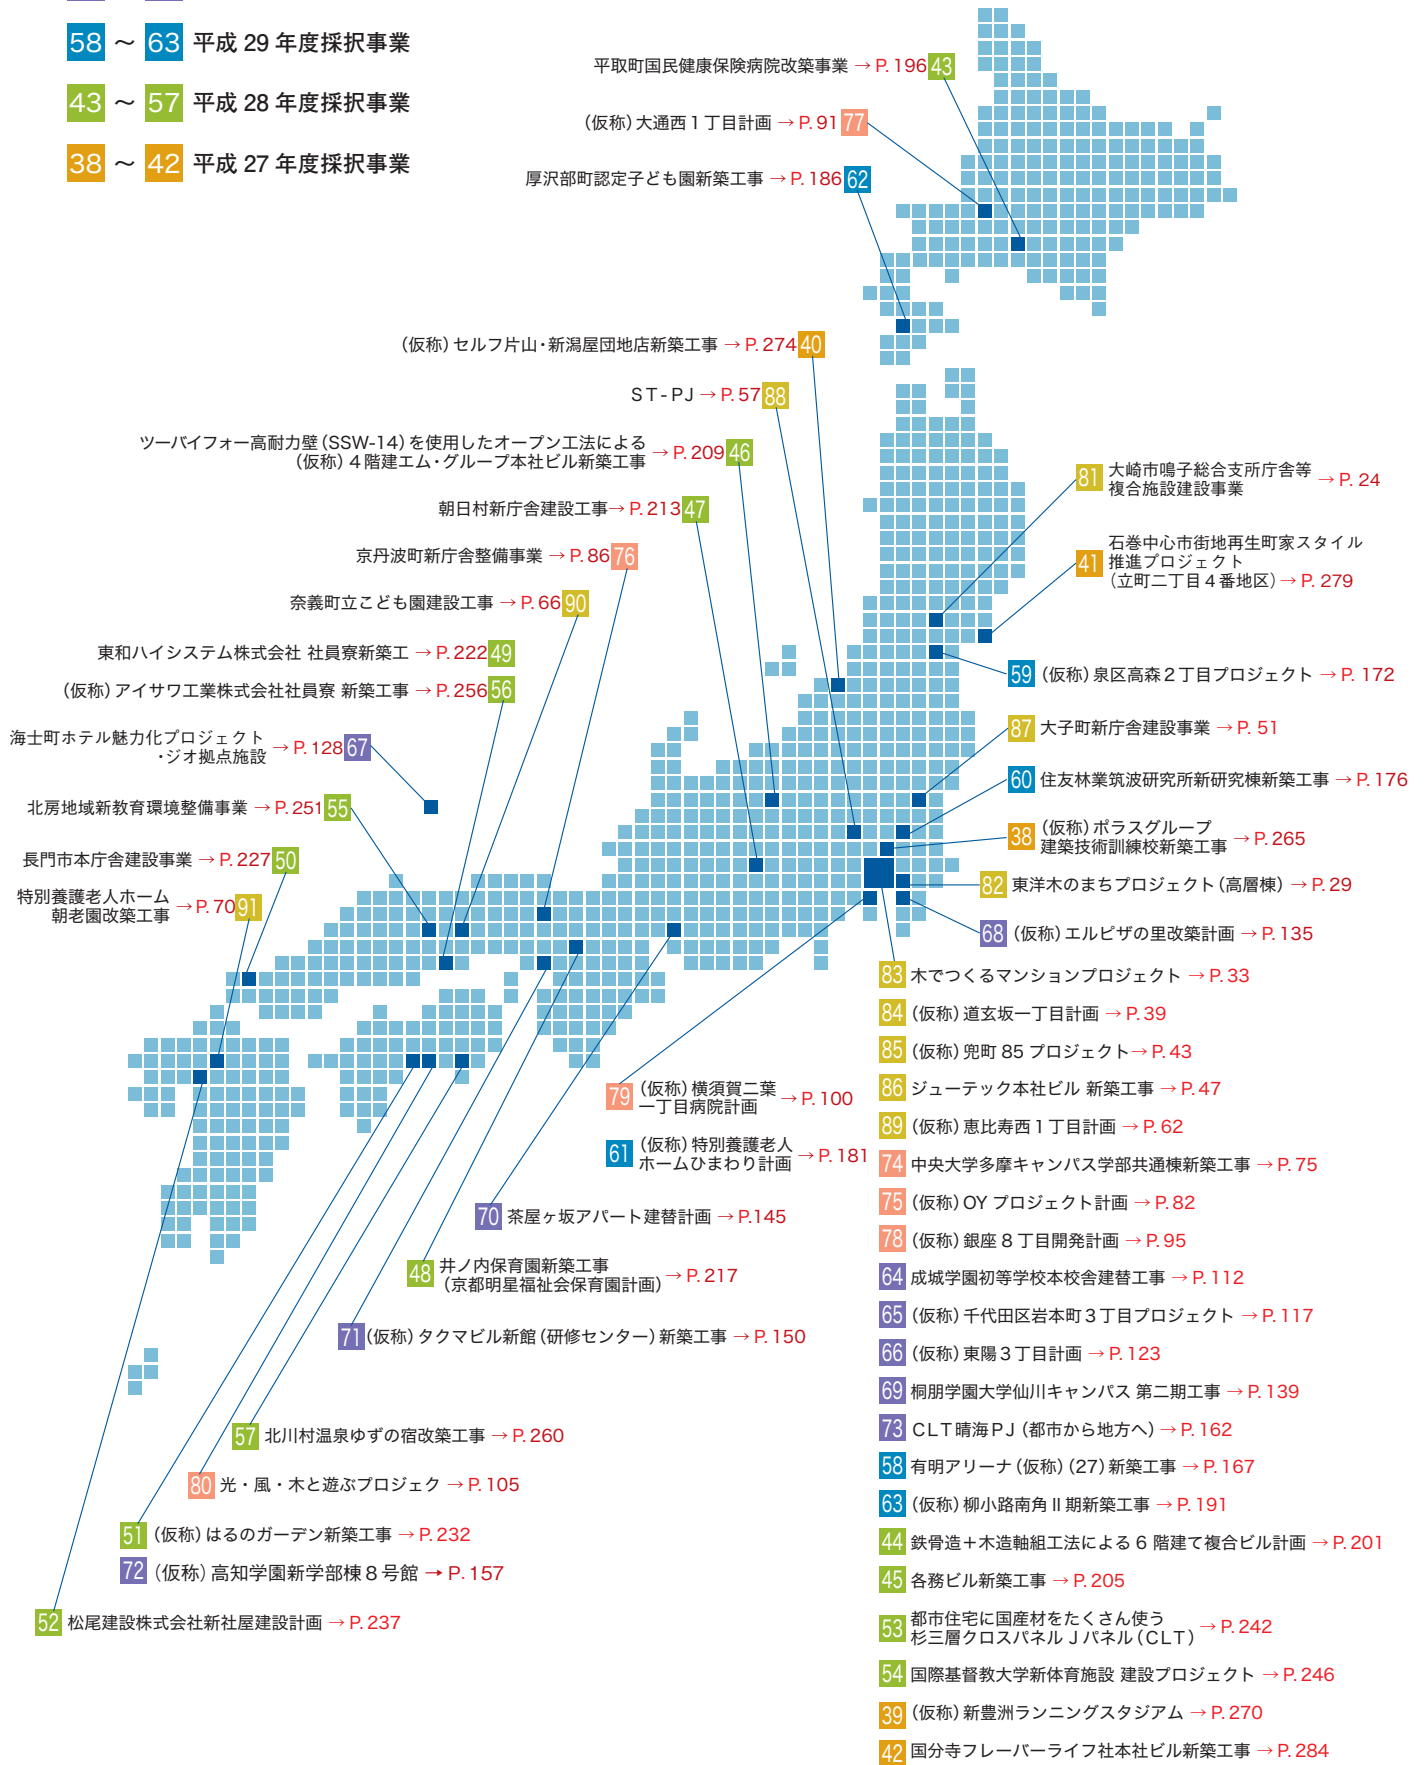 58 ～ 63 平成 29 年度採択事業
43 ～ 57 平成 28 年度採択事業
38 ～ 42 平成 27 年度採択事業
平取町国民健康保険病院改築事業 → P. 196 43
（仮称）大通西１丁目計画 → P. 91 77
厚沢部町認定子ども園新築工事 → P. 186 62
（仮称）セルフ片山・新潟屋団地店新築工事 → P. 274 40
ST-PJ → P. 57 88
ツーバイフォー高耐力壁（SSW-14）を使用したオープン工法による
（仮称）４階建エム・グループ本社ビル新築工事 → P. 209 46
朝日村新庁舎建設工事→ P. 213 47
京丹波町新庁舎整備事業 → P. 86 76
奈義町立こども園建設工事 → P. 66 90
東和ハイシステム株式会社 社員寮新築工 → P. 222 49
（仮称）アイサワ工業株式会社社員寮 新築工事 → P. 256 56
海士町ホテル魅力化プロジェクト
・ジオ拠点施設 → P. 128 67
北房地域新教育環境整備事業 → P. 251 55
長門市本庁舎建設事業 → P. 227 50
特別養護老人ホーム
朝老園改築工事 → P. 70 91
81 大崎市鳴子総合支所庁舎等
複合施設建設事業 → P. 24
41 石巻中心市街地再生町家スタイル
推進プロジェクト
（立町二丁目４番地区）→ P. 279
59 （仮称）泉区高森２丁目プロジェクト → P. 172
87 大子町新庁舎建設事業 → P. 51
60 住友林業筑波研究所新研究棟新築工事 → P. 176
38 （仮称）ポラスグループ
建築技術訓練校新築工事 → P. 265
82 東洋木のまちプロジェクト（高層棟）→ P. 29
68 （仮称）エルピザの里改築計画 → P. 135
83 木でつくるマンションプロジェクト → P. 33
84 （仮称）道玄坂一丁目計画 → P. 39
85 （仮称）兜町 85 プロジェクト→ P. 43
86 ジューテック本社ビル 新築工事 → P. 47
89 （仮称）恵比寿西１丁目計画 → P. 62
74 中央大学多摩キャンパス学部共通棟新築工事 → P. 75
75 （仮称）OY プロジェクト計画 → P. 82
78 （仮称）銀座８丁目開発計画 → P. 95
64 成城学園初等学校本校舎建替工事 → P. 112
65 （仮称）千代田区岩本町３丁目プロジェクト → P. 117
66 （仮称）東陽３丁目計画 → P. 123
69 桐朋学園大学仙川キャンパス 第二期工事 → P. 139
73 CLT晴海PJ（都市から地方へ）→ P. 162
58 有明アリーナ（仮称）（27）新築工事 → P. 167
63 （仮称）柳小路南角Ⅱ期新築工事 → P. 191
44 鉄骨造＋木造軸組工法による 6 階建て複合ビル計画 → P. 201
45 各務ビル新築工事 → P. 205
53 都市住宅に国産材をたくさん使う
杉三層クロスパネル J パネル（CLT） → P. 242
54 国際基督教大学新体育施設 建設プロジェクト → P. 246
39 （仮称）新豊洲ランニングスタジアム → P. 270
42 国分寺フレーバーライフ社本社ビル新築工事 → P. 284
79 （仮称）横須賀二葉
一丁目病院計画 → P. 100
61 （仮称）特別養護老人
ホームひまわり計画 → P. 181
70 茶屋ヶ坂アパート建替計画 → P.145
48 井ノ内保育園新築工事
（京都明星福祉会保育園計画） → P. 217
71 （仮称）タクマビル新館（研修センター）新築工事 → P. 150
57 北川村温泉ゆずの宿改築工事 → P. 260
80 光・風・木と遊ぶプロジェク → P. 105
51 （仮称）はるのガーデン新築工事 → P. 232
72 （仮称）高知学園新学部棟８号館 → P. 157
52 松尾建設株式会社新社屋建設計画 → P. 237